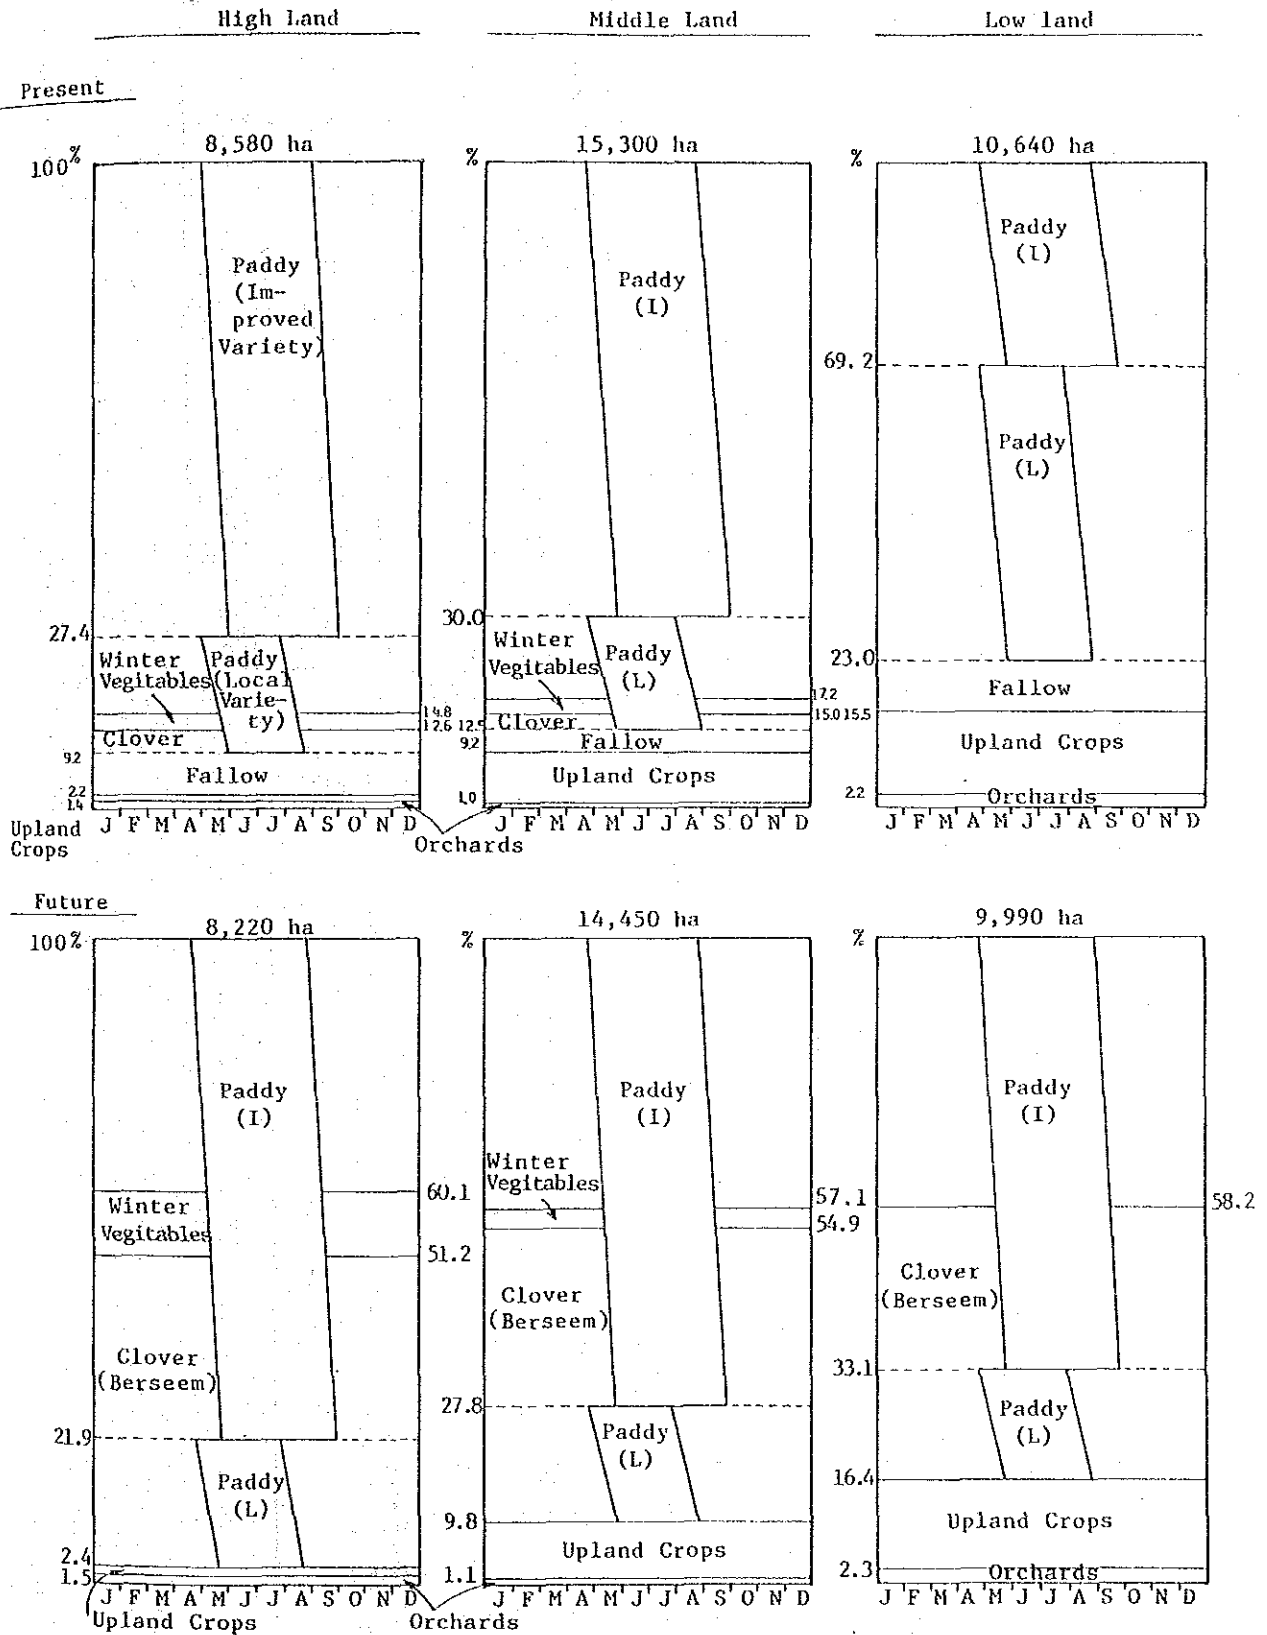 High Land Middle Land Low land
Present
8,580 ha 15,300 ha 10,640 ha
100% % %
Paddy
(Im-
proved
Variety)
Paddy
(I)
Paddy
(I)
69.2
Paddy
(L)
27.4
Winter
Vegitables
Paddy
(Local
Varie-
ty)
14.8
12.6
Clover
9.2
Fallow
2.2
1.4
30.0
Winter
Vegitables
Paddy
(L)
17.2
15.0
12.5
Clover
9.2
Fallow
Upland Crops
1.0
23.0
Fallow
15.5
Upland Crops
2.2
Orchards
J F M A M J J A S O N D
J F M A M J J A S O N D
J F M A M J J A S O N D
Upland
Crops
Orchards
Future
8,220 ha 14,450 ha 9,990 ha
100% % %
Paddy
(I)
60.1
Winter
Vegitables
51.2
Clover
(Berseem)
21.9
Paddy
(L)
2.4
1.5
Paddy
(I)
Winter
Vegitables
57.1
54.9
Clover
(Berseem)
27.8
Paddy
(L)
9.8
Upland Crops
1.1
Paddy
(I)
58.2
Clover
(Berseem)
33.1
Paddy
(L)
16.4
Upland Crops
2.3
Orchards
J F M A M J J A S O N D
J F M A M J J A S O N D
J F M A M J J A S O N D
Upland Crops
Orchards